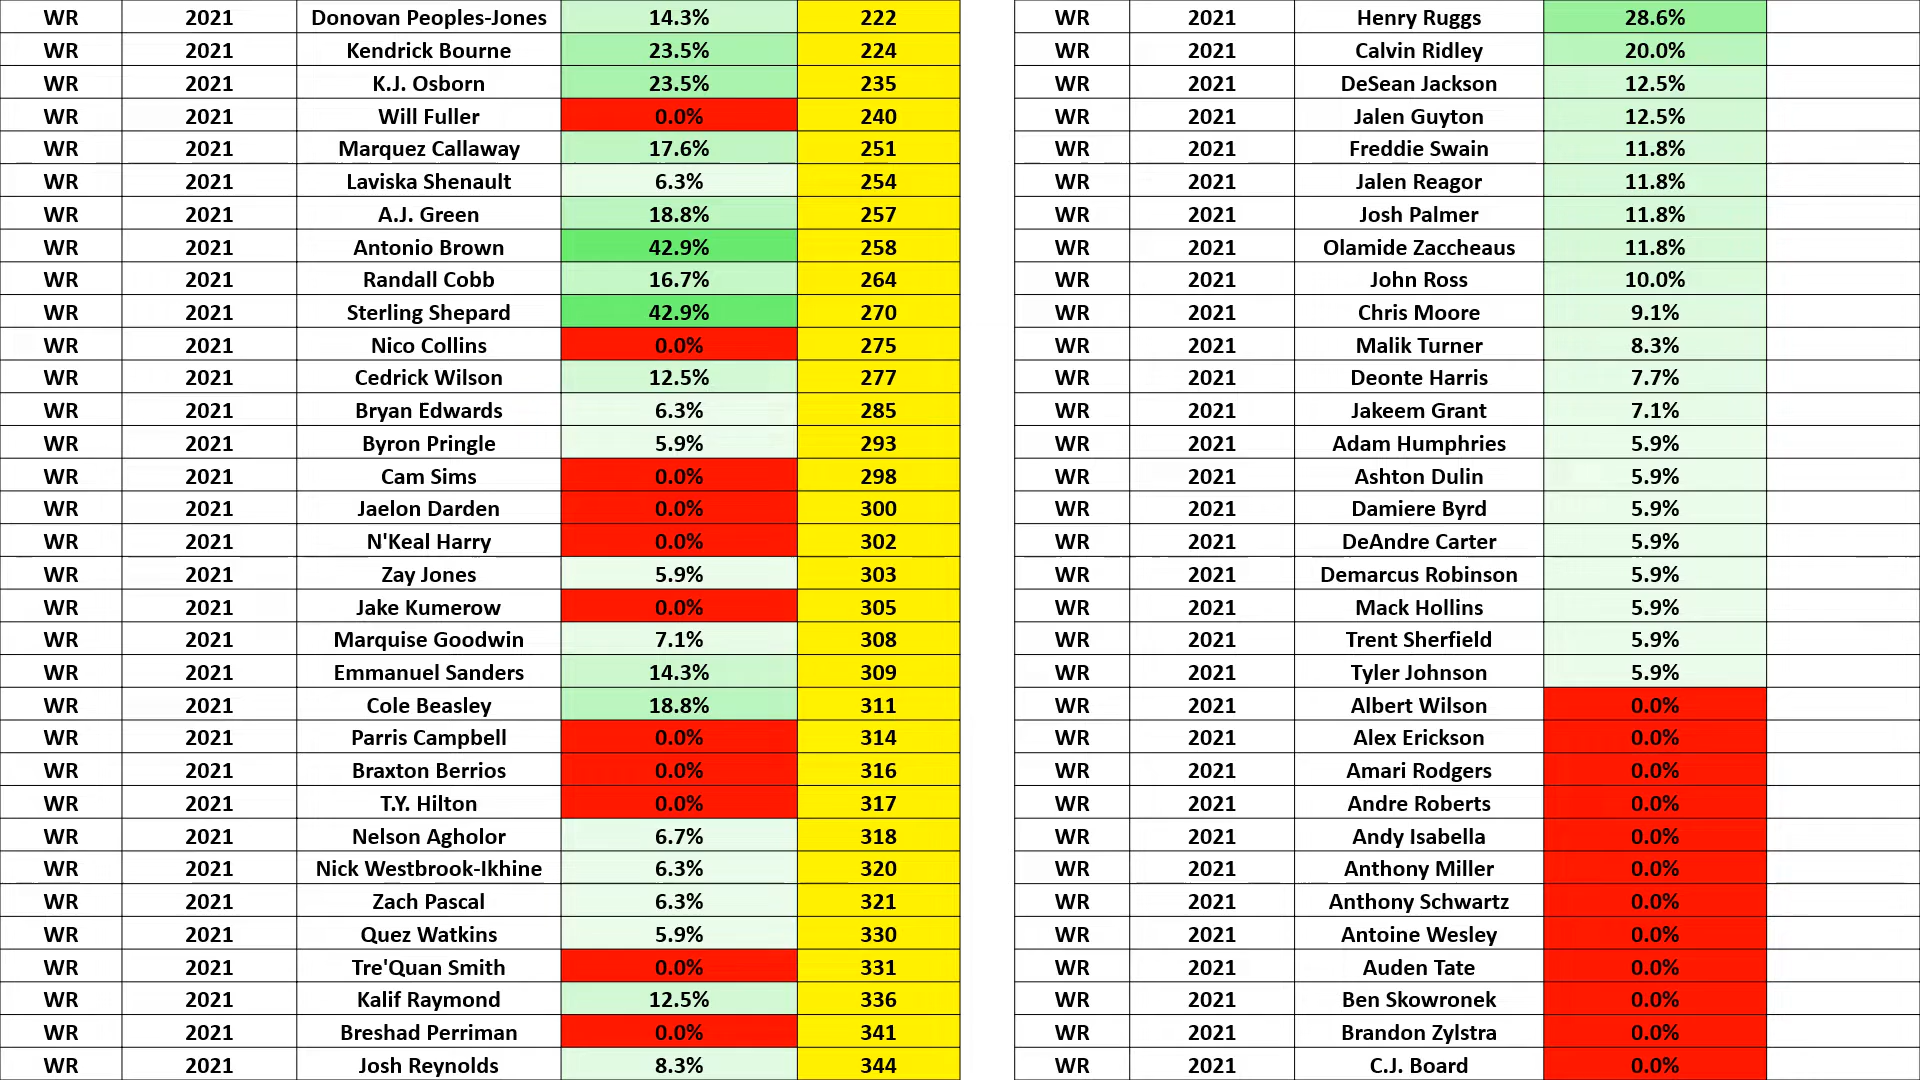 WR 2021 Donovan Peoples-Jones 14.3% 222
WR 2021 Kendrick Bourne 23.5% 224
WR 2021 K.J. Osborn 23.5% 235
WR 2021 Will Fuller 0.0% 240
WR 2021 Marquez Callaway 17.6% 251
WR 2021 Laviska Shenault 6.3% 254
WR 2021 A.J. Green 18.8% 257
WR 2021 Antonio Brown 42.9% 258
WR 2021 Randall Cobb 16.7% 264
WR 2021 Sterling Shepard 42.9% 270
WR 2021 Nico Collins 0.0% 275
WR 2021 Cedrick Wilson 12.5% 277
WR 2021 Bryan Edwards 6.3% 285
WR 2021 Byron Pringle 5.9% 293
WR 2021 Cam Sims 0.0% 298
WR 2021 Jaelon Darden 0.0% 300
WR 2021 N'Keal Harry 0.0% 302
WR 2021 Zay Jones 5.9% 303
WR 2021 Jake Kumerow 0.0% 305
WR 2021 Marquise Goodwin 7.1% 308
WR 2021 Emmanuel Sanders 14.3% 309
WR 2021 Cole Beasley 18.8% 311
WR 2021 Parris Campbell 0.0% 314
WR 2021 Braxton Berrios 0.0% 316
WR 2021 T.Y. Hilton 0.0% 317
WR 2021 Nelson Agholor 6.7% 318
WR 2021 Nick Westbrook-Ikhine 6.3% 320
WR 2021 Zach Pascal 6.3% 321
WR 2021 Quez Watkins 5.9% 330
WR 2021 Tre'Quan Smith 0.0% 331
WR 2021 Kalif Raymond 12.5% 336
WR 2021 Breshad Perriman 0.0% 341
WR 2021 Josh Reynolds 8.3% 344
WR 2021 Henry Ruggs 28.6%
WR 2021 Calvin Ridley 20.0%
WR 2021 DeSean Jackson 12.5%
WR 2021 Jalen Guyton 12.5%
WR 2021 Freddie Swain 11.8%
WR 2021 Jalen Reagor 11.8%
WR 2021 Josh Palmer 11.8%
WR 2021 Olamide Zaccheaus 11.8%
WR 2021 John Ross 10.0%
WR 2021 Chris Moore 9.1%
WR 2021 Malik Turner 8.3%
WR 2021 Deonte Harris 7.7%
WR 2021 Jakeem Grant 7.1%
WR 2021 Adam Humphries 5.9%
WR 2021 Ashton Dulin 5.9%
WR 2021 Damiere Byrd 5.9%
WR 2021 DeAndre Carter 5.9%
WR 2021 Demarcus Robinson 5.9%
WR 2021 Mack Hollins 5.9%
WR 2021 Trent Sherfield 5.9%
WR 2021 Tyler Johnson 5.9%
WR 2021 Albert Wilson 0.0%
WR 2021 Alex Erickson 0.0%
WR 2021 Amari Rodgers 0.0%
WR 2021 Andre Roberts 0.0%
WR 2021 Andy Isabella 0.0%
WR 2021 Anthony Miller 0.0%
WR 2021 Anthony Schwartz 0.0%
WR 2021 Antoine Wesley 0.0%
WR 2021 Auden Tate 0.0%
WR 2021 Ben Skowronek 0.0%
WR 2021 Brandon Zylstra 0.0%
WR 2021 C.J. Board 0.0%